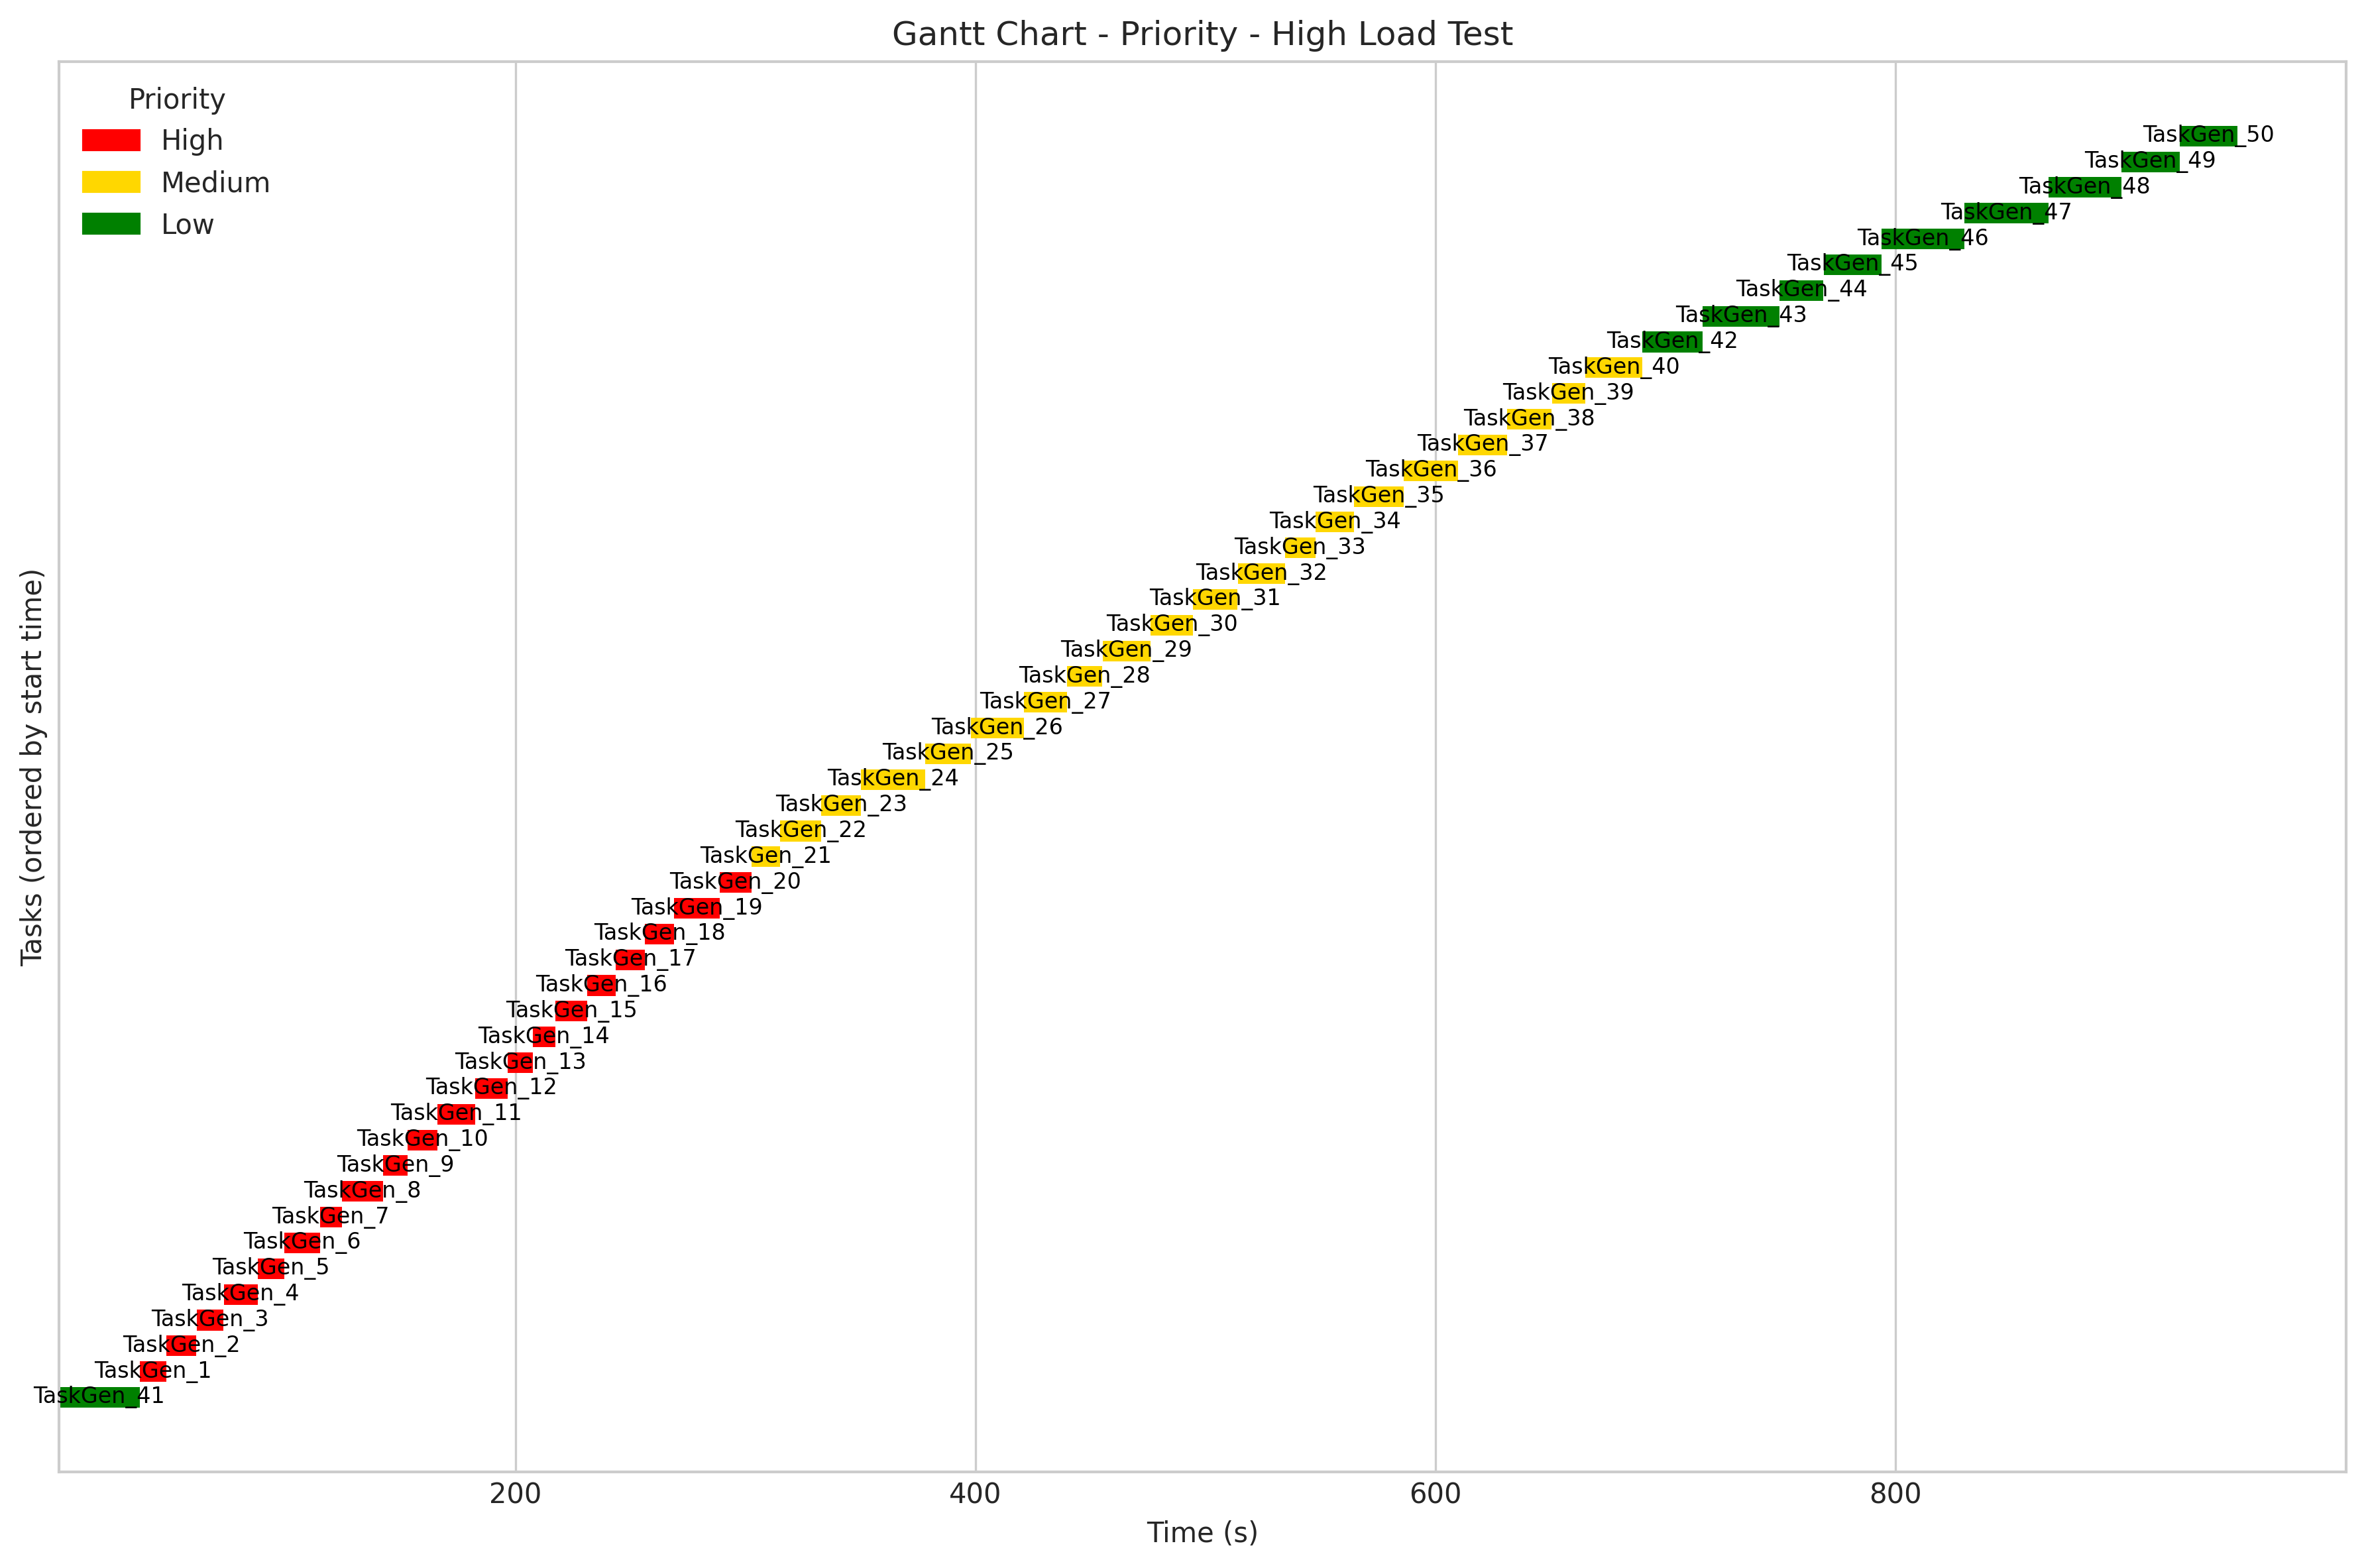 Gantt Chart - Priority - High Load Test
Priority
High
Medium
Low
TaskGen_50
TaskGen_49
TaskGen_48
TaskGen_47
TaskGen_46
TaskGen_45
TaskGen_44
TaskGen_43
TaskGen_42
TaskGen_40
TaskGen_39
TaskGen_38
TaskGen_37
TaskGen_36
TaskGen_35
TaskGen_34
TaskGen_33
TaskGen_32
TaskGen_31
TaskGen_30
TaskGen_29
TaskGen_28
TaskGen_27
TaskGen_26
TaskGen_25
TaskGen_24
TaskGen_23
TaskGen_22
TaskGen_21
TaskGen_20
TaskGen_19
TaskGen_18
TaskGen_17
TaskGen_16
TaskGen_15
TaskGen_14
TaskGen_13
TaskGen_12
TaskGen_11
TaskGen_10
TaskGen_9
TaskGen_8
TaskGen_7
TaskGen_6
TaskGen_5
TaskGen_4
TaskGen_3
TaskGen_2
TaskGen_1
TaskGen_41
Tasks (ordered by start time)
200 400 600 800
Time (s)